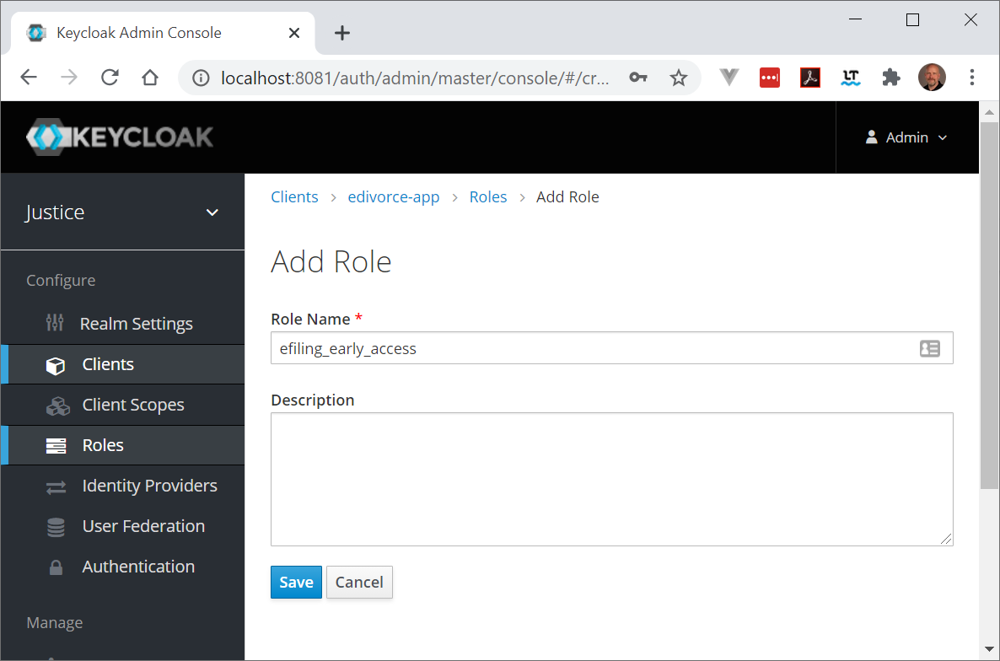 Keycloak Admin Console
localhost:8081/auth/admin/master/console/#/cr...
LT
KEYCLOAK
Admin
Justice
Clients > edivorce-app > Roles > Add Role
Add Role
Configure
Role Name *
Realm Settings
efiling_early_access
Clients
Description
Client Scopes
Roles
Identity Providers
User Federation
Authentication
Save Cancel
Manage